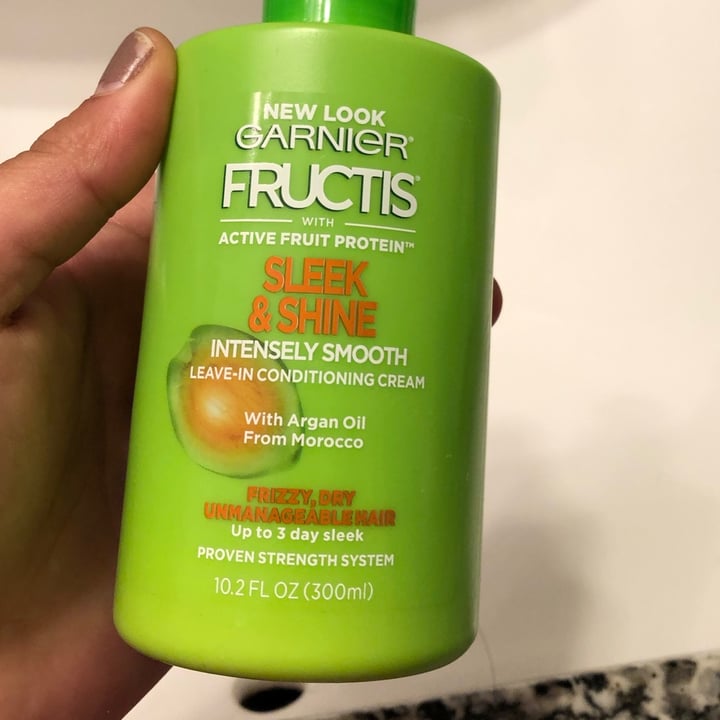 NEW LOOK
GARNIER®
FRUCTIS®
WITH
ACTIVE FRUIT PROTEIN™
SLEEK
& SHINE
INTENSELY SMOOTH
LEAVE-IN CONDITIONING CREAM
With Argan Oil
From Morocco
FRIZZY, DRY
UNMANAGEABLE HAIR
Up to 3 day sleek
PROVEN STRENGTH SYSTEM
10.2 FL OZ (300ml)